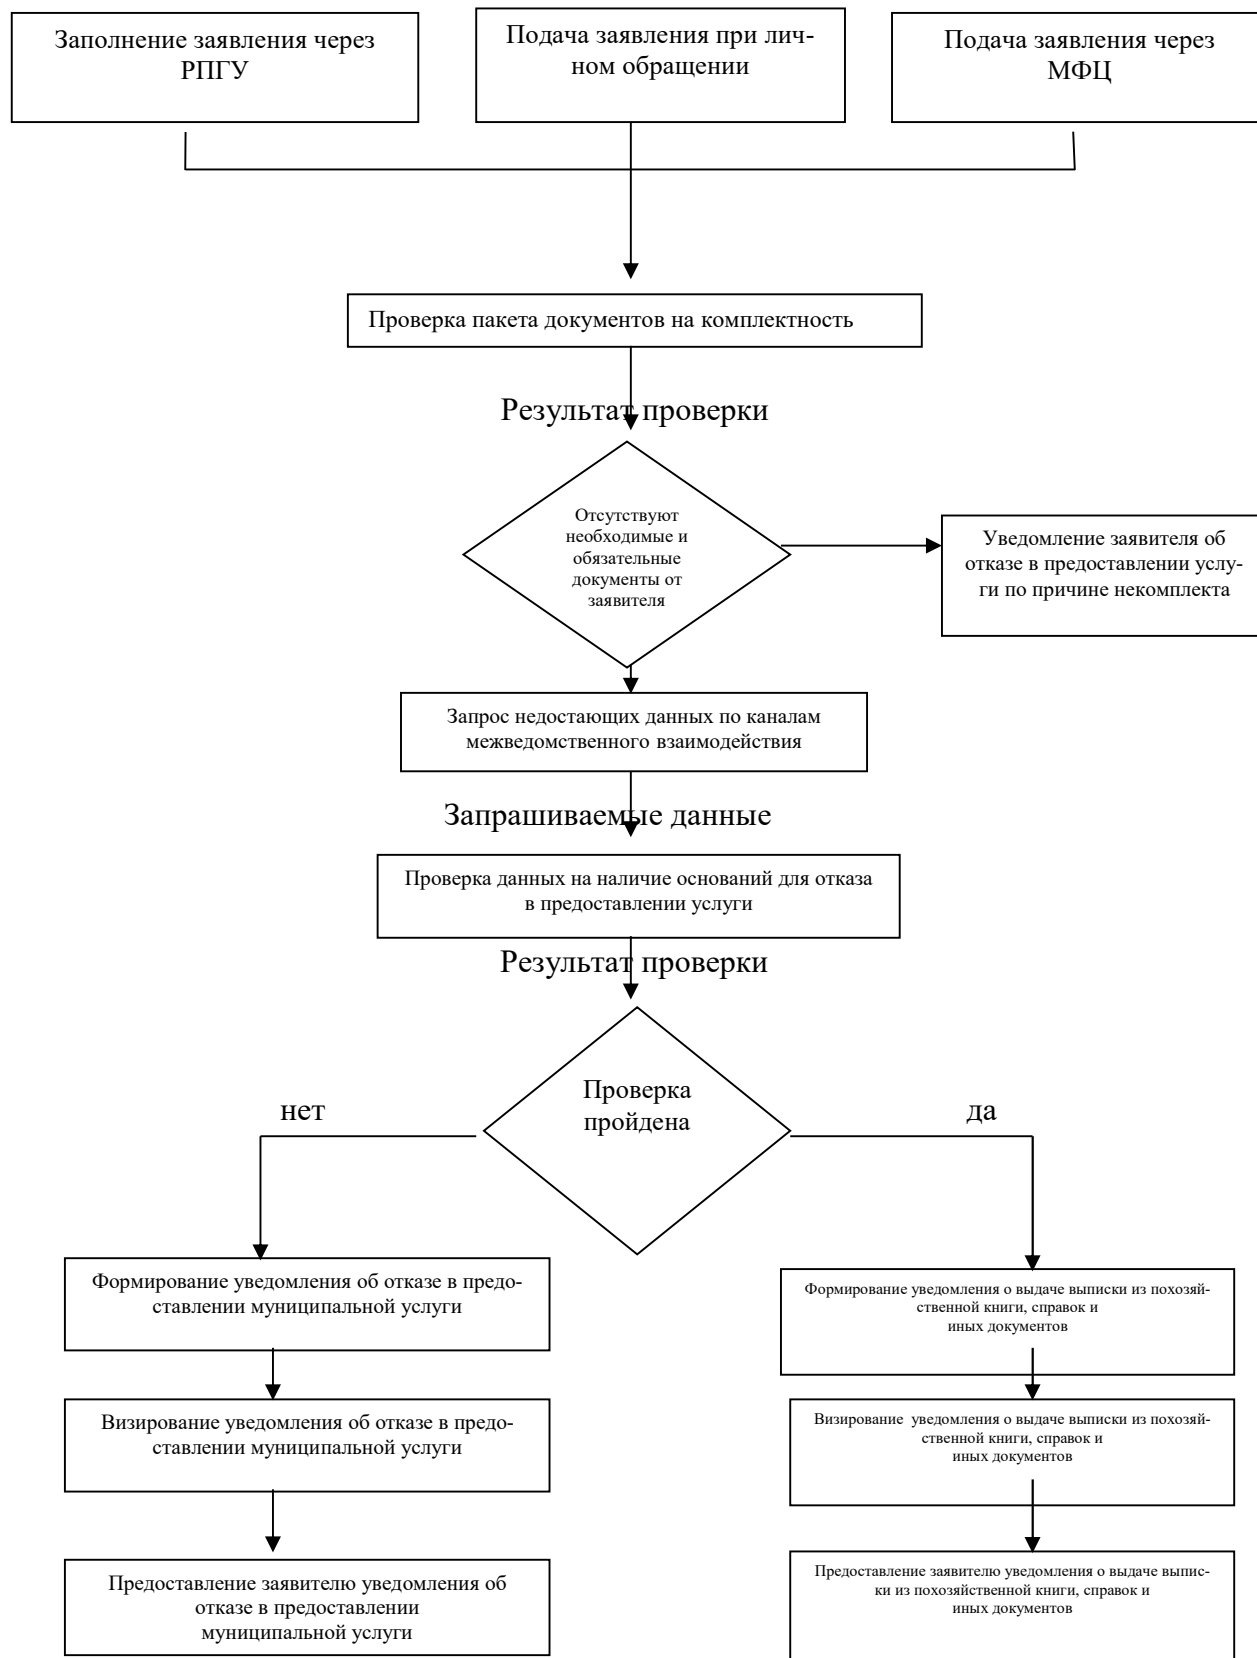 Заполнение заявления через
РПГУ
Подача заявления при лич-
ном обращении
Подача заявления через
МФЦ
Проверка пакета документов на комплектность
Результат проверки
Отсутствуют
необходимые и
обязательные
документы от
заявителя
Уведомление заявителя об
отказе в предоставлении услу-
ги по причине некомплекта
Запрос недостающих данных по каналам
межведомственного взаимодействия
Запрашиваемые данные
Проверка данных на наличие оснований для отказа
в предоставлении услуги
Результат проверки
Проверка
пройдена
нет
да
Формирование уведомления об отказе в предо-
ставлении муниципальной услуги
Формирование уведомления о выдаче выписки из похозяй-
ственной книги, справок и
иных документов
Визирование уведомления об отказе в предо-
ставлении муниципальной услуги
Визирование  уведомления о выдаче выписки из похозяй-
ственной книги, справок и
иных документов
Предоставление заявителю уведомления об
отказе в предоставлении
муниципальной услуги
Предоставление заявителю уведомления о выдаче выпис-
ки из похозяйственной книги, справок и
иных документов